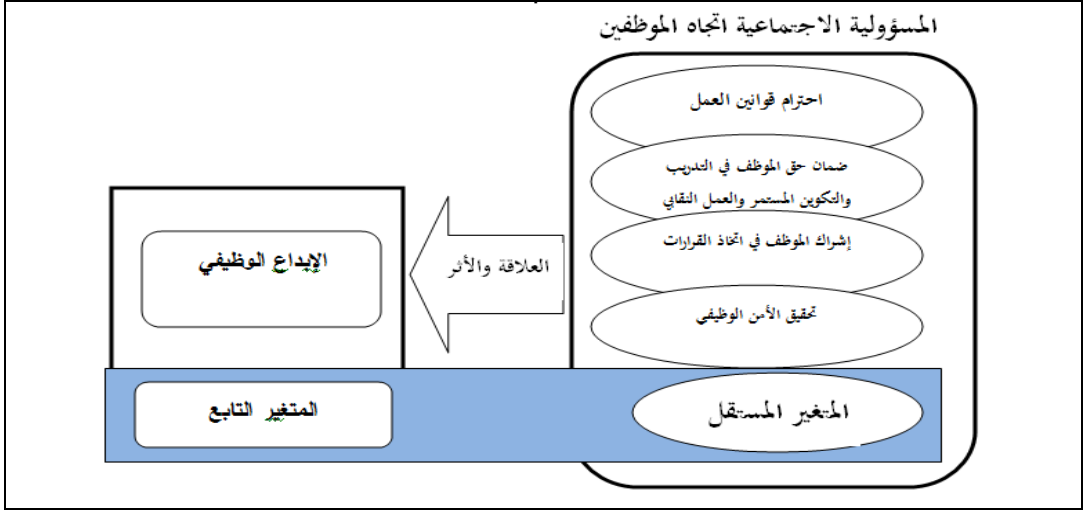 المسؤولية الاجتماعية اتجاه الموظفين
احترام قوانين العمل
ضمان حق الموظف في التدريب
والتكوين المستمر والعمل النقابي
إشراك الموظف في اتخاذ القرارات
تحقيق الأمن الوظيفي
العلاقة والأثر
الإبداع الوظيفي
المتغير المستقل
المتغير التابع